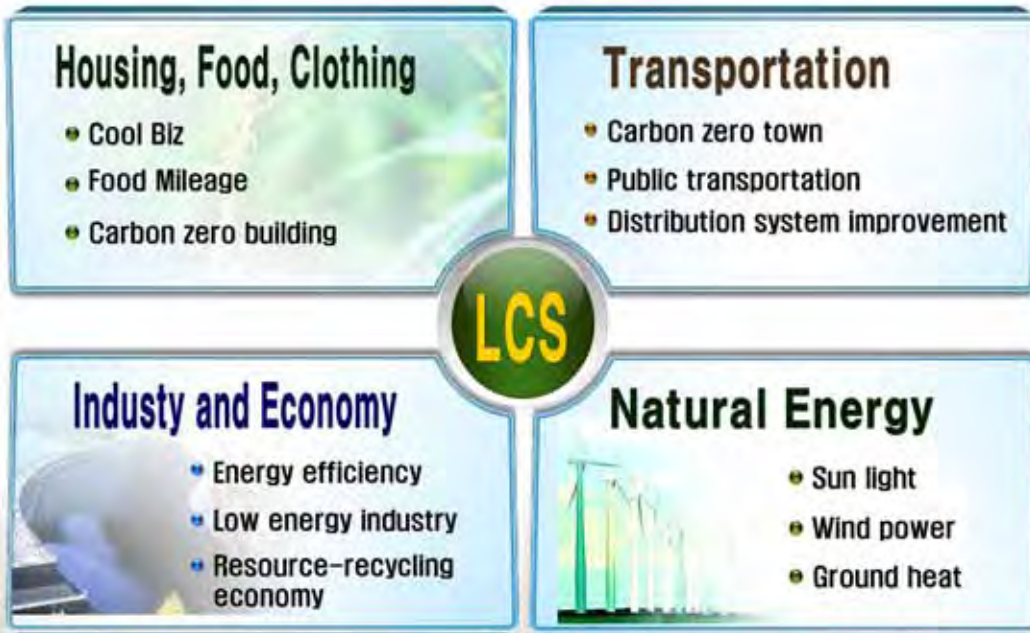 Housing, Food, Clothing
Cool Biz
Food Mileage
Carbon zero building
Transportation
Carbon zero town
Public transportation
Distribution system improvement
LCS
Industy and Economy
Energy efficiency
Low energy industry
Resource-recycling
economy
Natural Energy
Sun light
Wind power
Ground heat